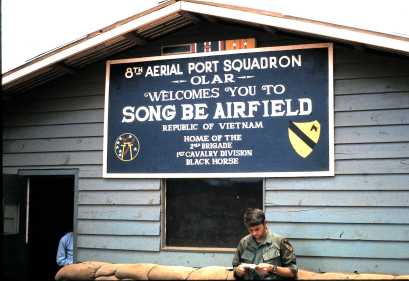 8TH AERIAL PORT SQUADRON
OLAR
WELCOMES YOU TO
SONG BE AIRFIELD
REPUBLIC OF VIETNAM
HOME OF THE
2ND BRIGADE
1ST CAVALRY DIVISION
BLACK HORSE